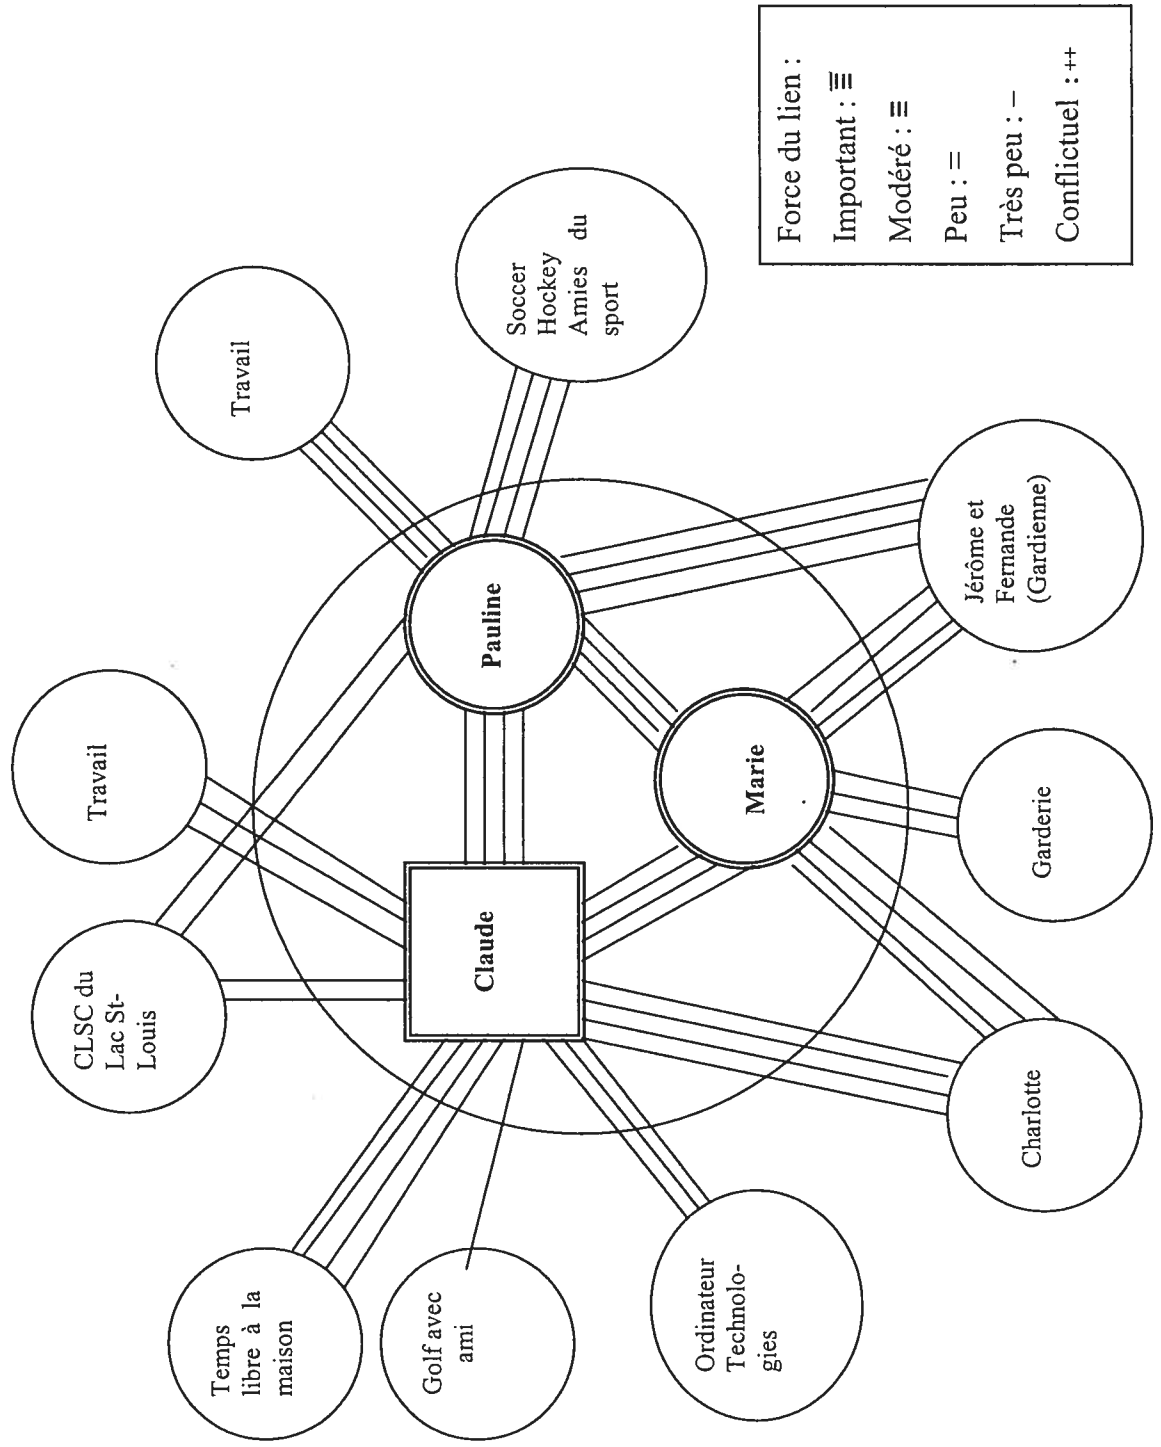 CLSC du
Lac St-
Louis
Travail
Travail
Temps
libre à la
maison
Golf avec
ami
Ordinateur
Technolo-
gies
Claude
Pauline
Marie
Soccer
Hockey
Amies du
sport
Charlotte
Garderie
Jérôme et
Fernande
(Gardienne)
Force du lien :
Important : ≣
Modéré : ≡
Peu : =
Très peu : −
Conflictuel : ++